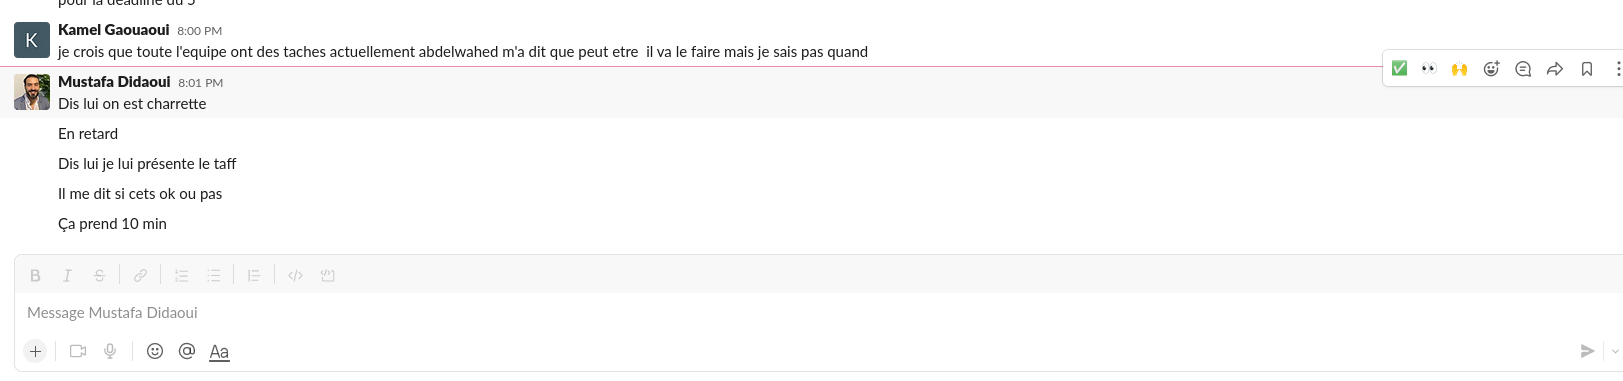 pour la deadline du 5
Kamel Gaouaoui 8:00 PM
K
je crois que toute l'equipe ont des taches actuellement abdelwahed m'a dit que peut etre  il va le faire mais je sais pas quand
Mustafa Didaoui 8:01 PM
Dis lui on est charrette
En retard
Dis lui je lui présente le taff
Il me dit si cets ok ou pas
Ça prend 10 min
B I S
Message Mustafa Didaoui
Aa